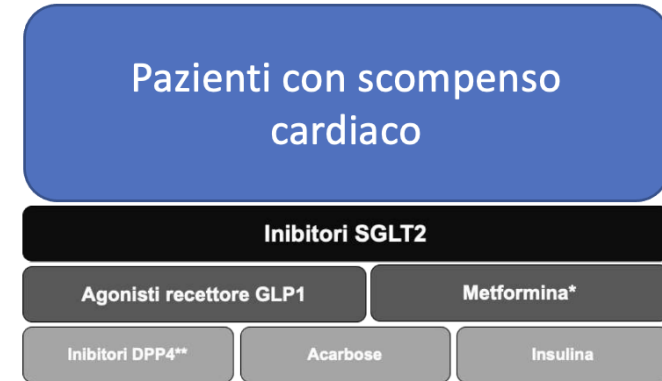 Pazienti con scompenso
cardiaco
Inibitori SGLT2
Agonisti recettore GLP1
Metformina*
Inibitori DPP4**
Acarbose
Insulina